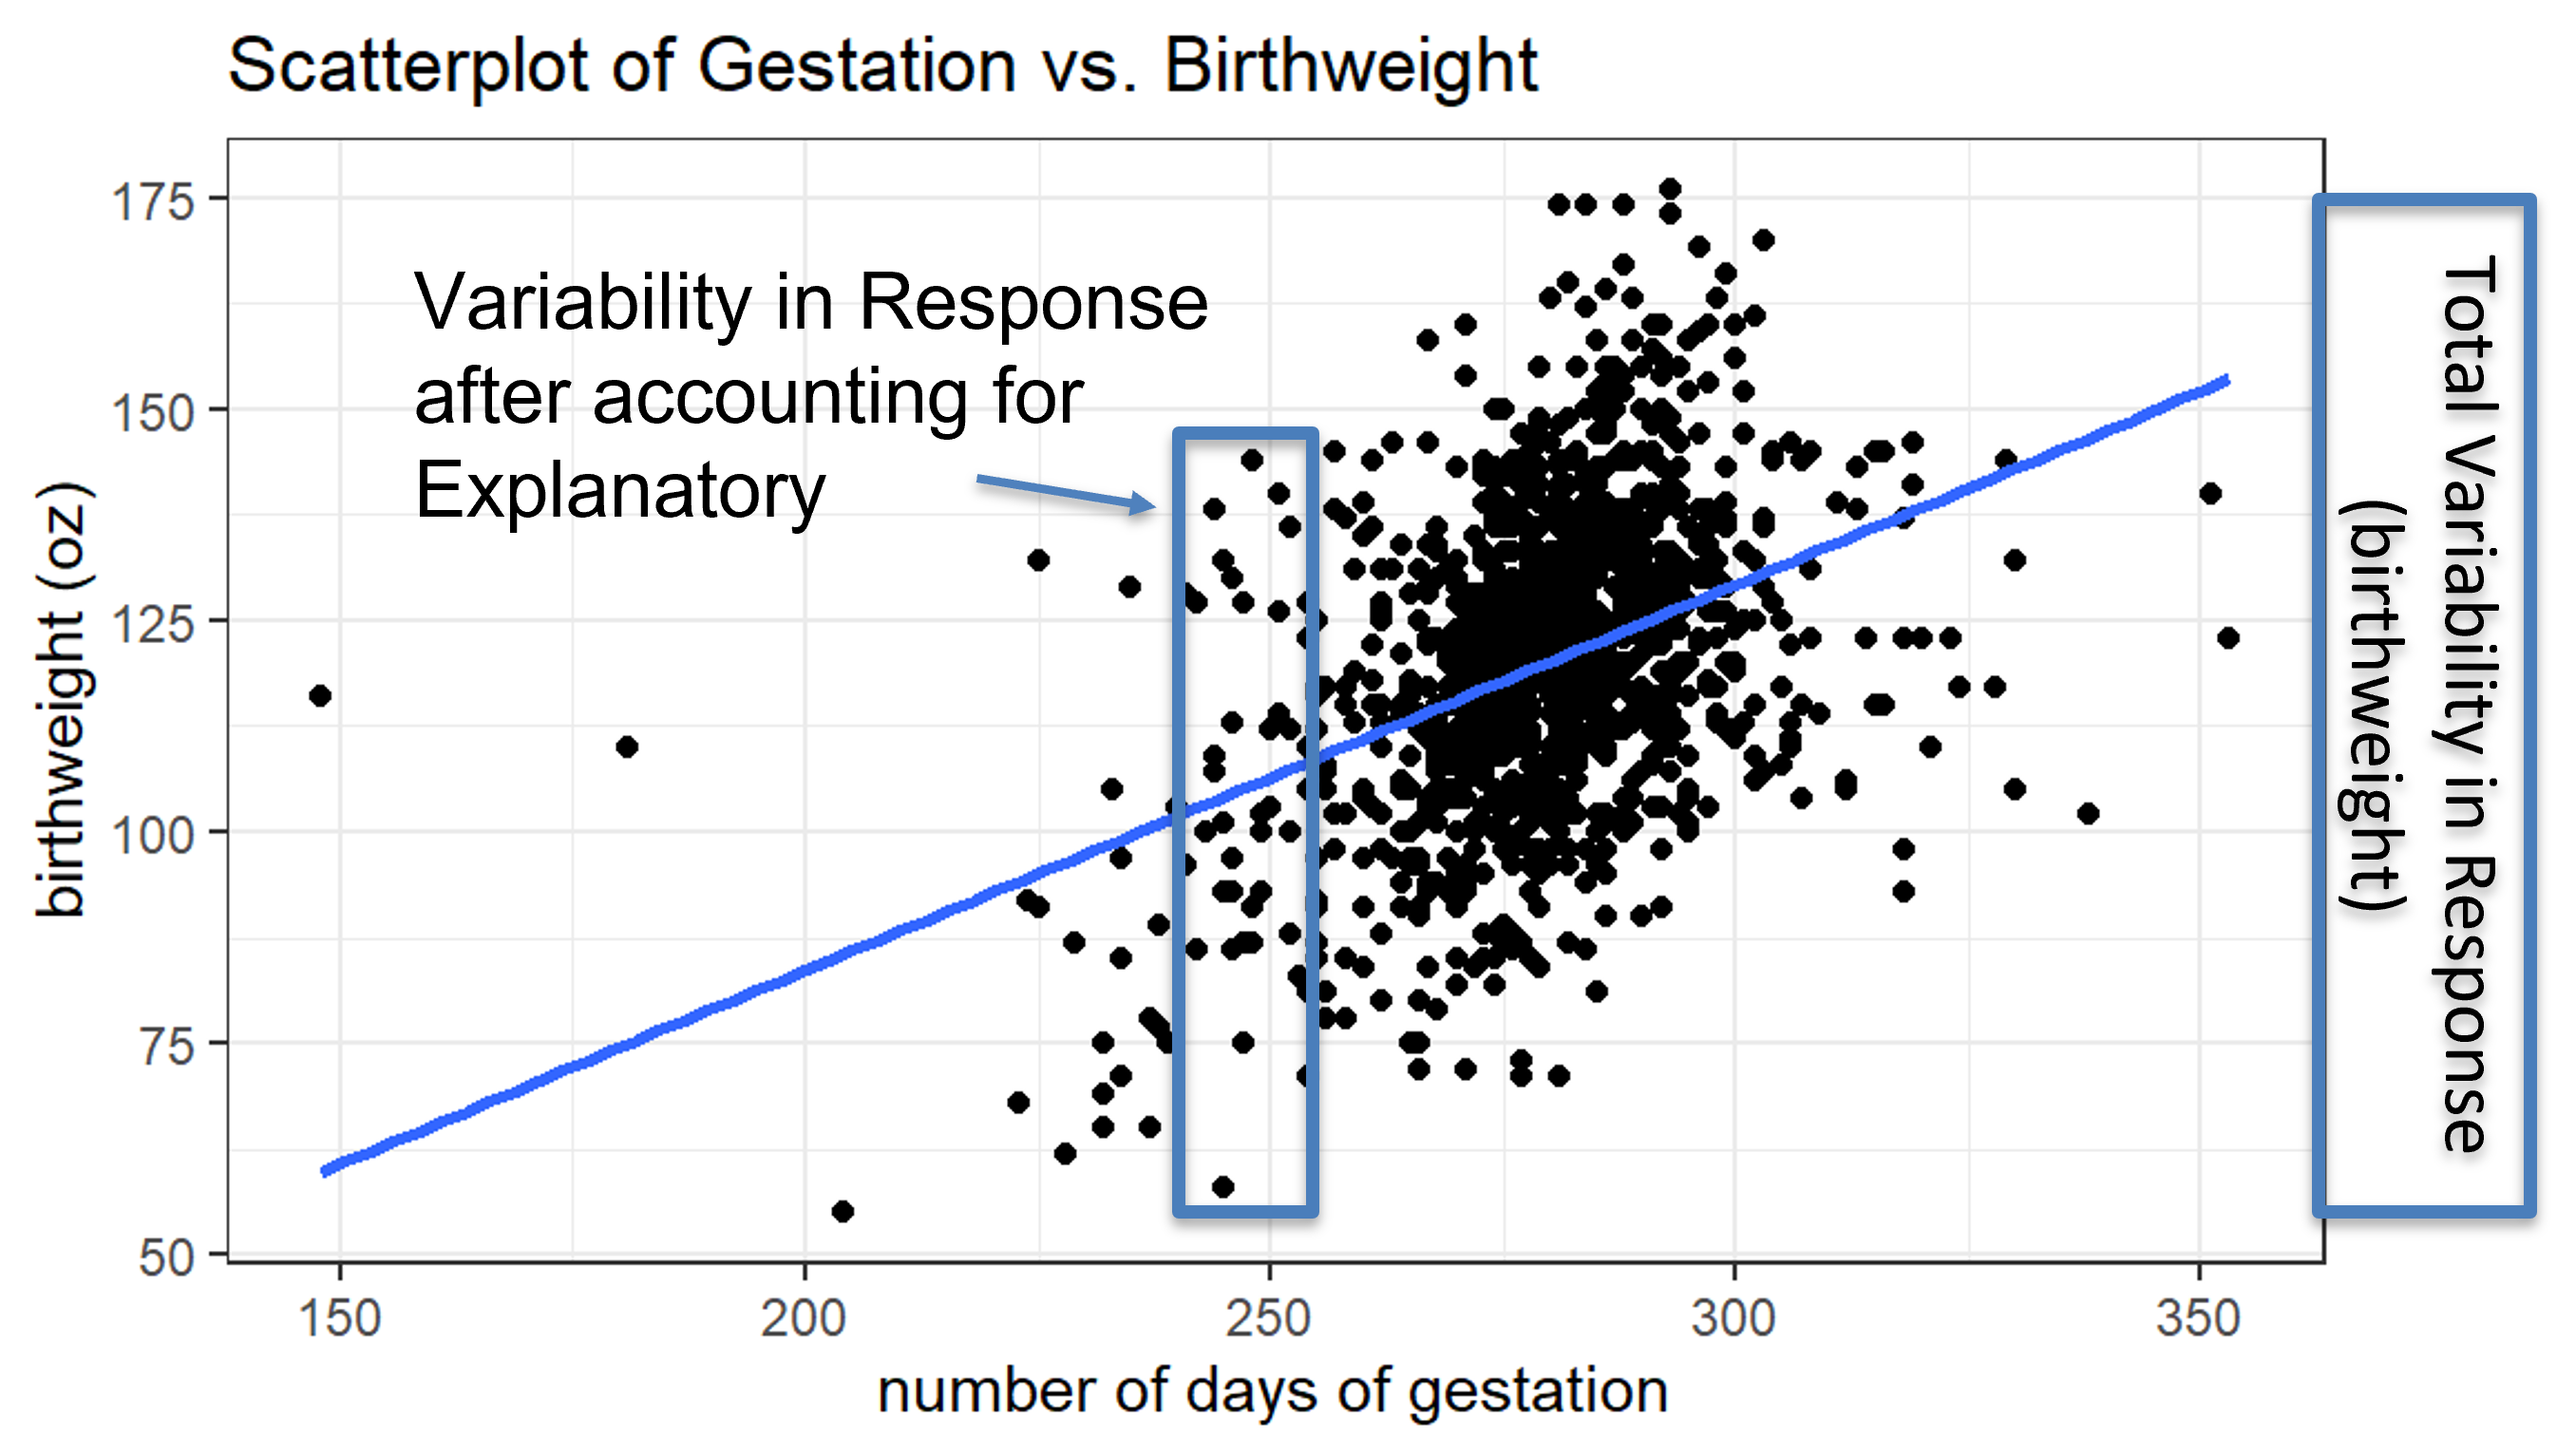 Scatterplot of Gestation vs. Birthweight
175
150
125
100
75
50
birthweight (oz)
Variability in Response
after accounting for
Explanatory
Total Variability in Response
(birthweight)
150
200
250
300
350
number of days of gestation